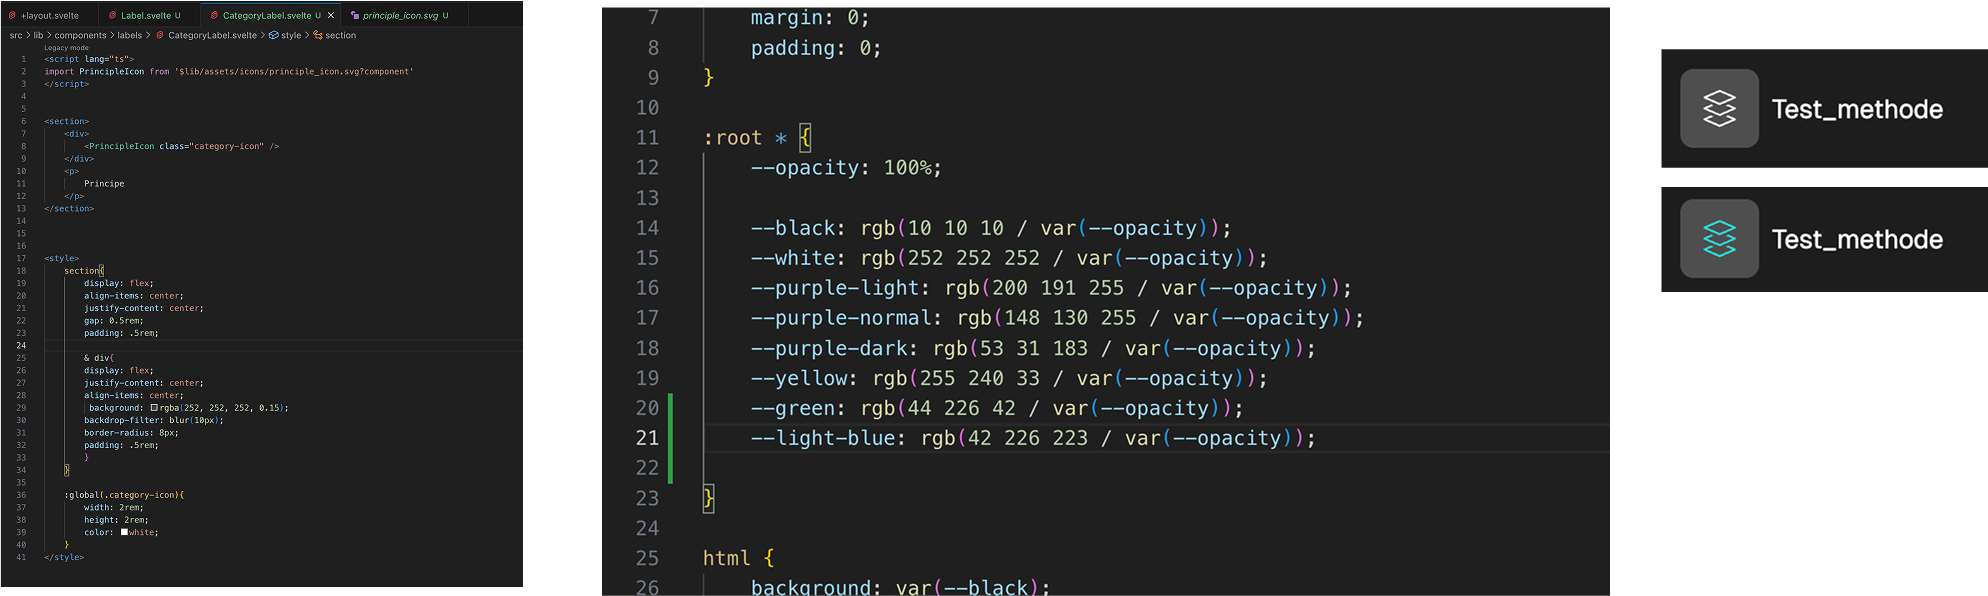 +layout.svelte
Label.svelte U
CategoryLabel.svelte U
principle_icon.svg U
src > lib > components > labels > CategoryLabel.svelte > style > section
Legacy mode
1 <script lang="ts">
2 import PrincipleIcon from '$lib/assets/icons/principle_icon.svg?component'
3 </script>
4
5
6 <section>
7 <div>
8 <PrincipleIcon class="category-icon" />
9 </div>
10 <p>
11 Principe
12 </p>
13 </section>
14
15
16
17 <style>
18 section{
19 display: flex;
20 align-items: center;
21 justify-content: center;
22 gap: 0.5rem;
23 padding: .5rem;
24
25 & div{
26 display: flex;
27 justify-content: center;
28 align-items: center;
29 background: rgba(252, 252, 252, 0.15);
30 backdrop-filter: blur(10px);
31 border-radius: 8px;
32 padding: .5rem;
33 }
34 }
35
36 :global(.category-icon){
37 width: 2rem;
38 height: 2rem;
39 color: white;
40 }
41 </style>
7 margin: 0;
8 padding: 0;
9 }
10
11 :root * {
12 --opacity: 100%;
13
14 --black: rgb(10 10 10 / var(--opacity));
15 --white: rgb(252 252 252 / var(--opacity));
16 --purple-light: rgb(200 191 255 / var(--opacity));
17 --purple-normal: rgb(148 130 255 / var(--opacity));
18 --purple-dark: rgb(53 31 183 / var(--opacity));
19 --yellow: rgb(255 240 33 / var(--opacity));
20 --green: rgb(44 226 42 / var(--opacity));
21 --light-blue: rgb(42 226 223 / var(--opacity));
22
23 }
24
25 html {
26 background: var(--black);
Test_methode
Test_methode